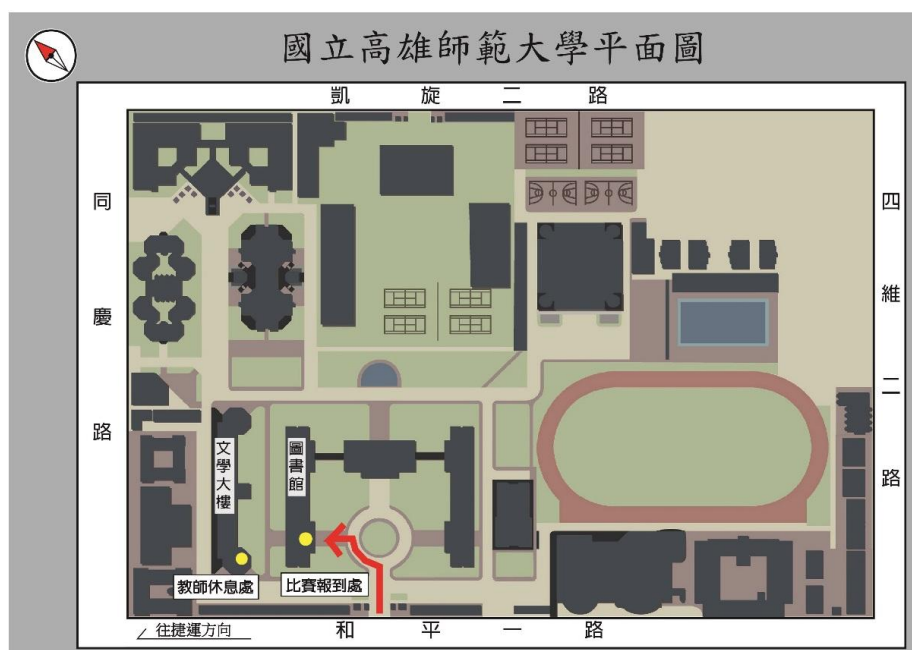 國立高雄師範大學平面圖
凱旋二路
同慶路
四維二路
文學大樓
圖書館
教師休息處
比賽報到處
往捷運方向
和平一路